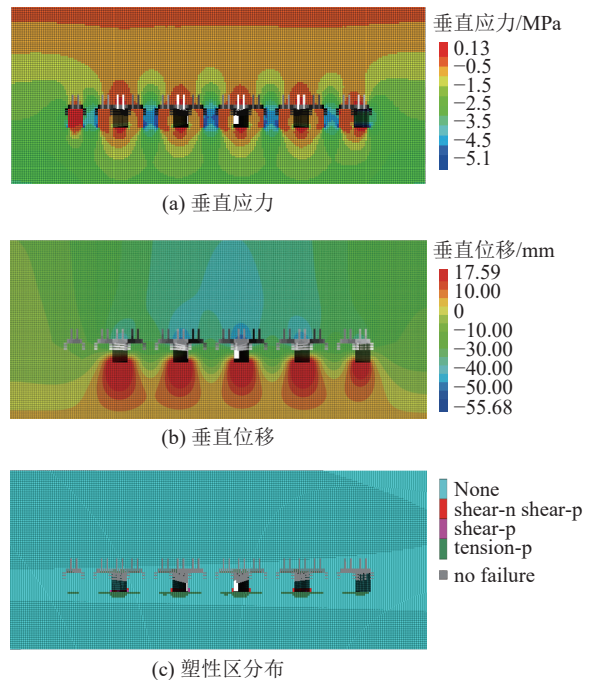 垂直应力/MPa
0.13
−0.5
−1.5
−2.5
−3.5
−4.5
−5.1
(a) 垂直应力
垂直位移/mm
17.59
10.00
0
−10.00
−30.00
−40.00
−50.00
−55.68
(b) 垂直位移
None
shear-n shear-p
shear-p
tension-p
no failure
(c) 塑性区分布